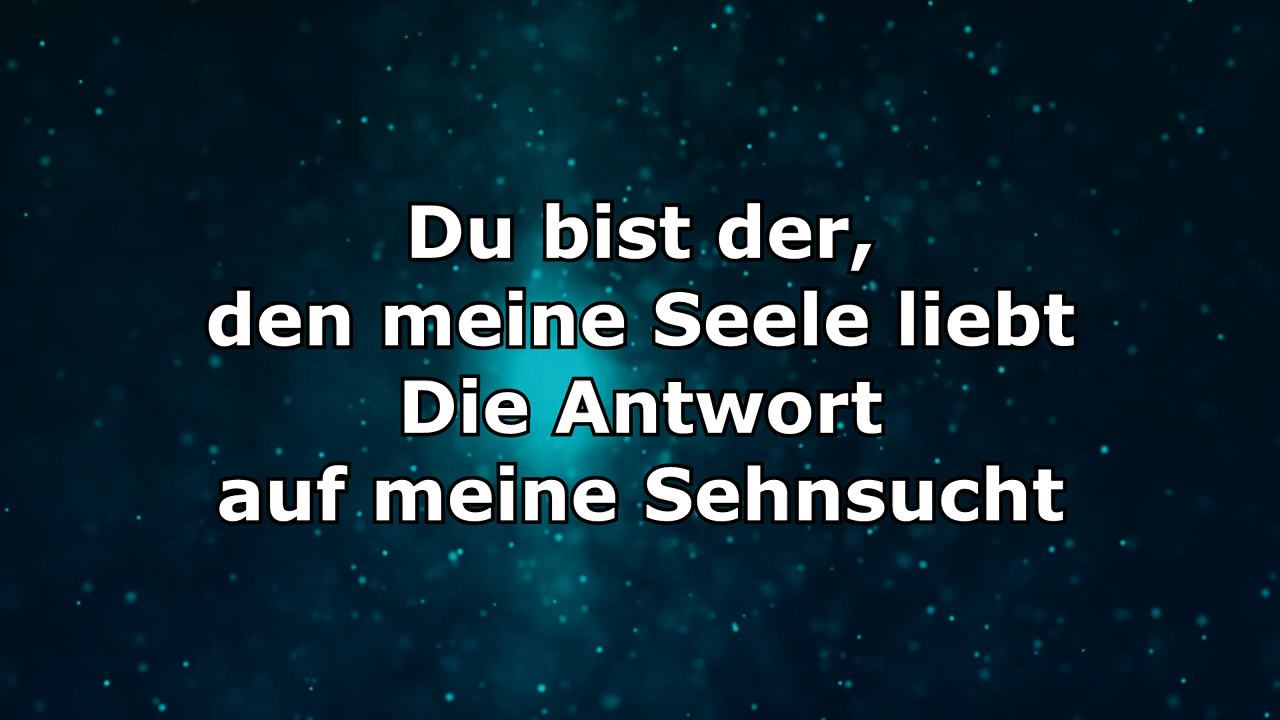 Du bist der,
den meine Seele liebt
Die Antwort
auf meine Sehnsucht